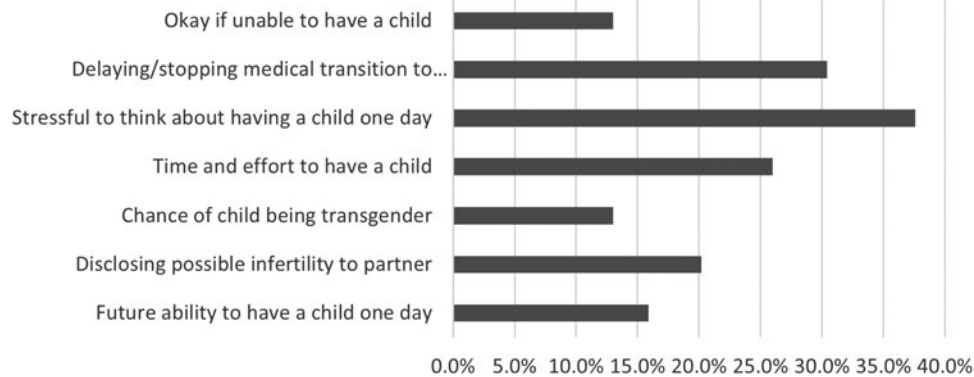 Okay if unable to have a child
Delaying/stopping medical transition to...
Stressful to think about having a child one day
Time and effort to have a child
Chance of child being transgender
Disclosing possible infertility to partner
Future ability to have a child one day
0.0% 5.0% 10.0% 15.0% 20.0% 25.0% 30.0% 35.0% 40.0%